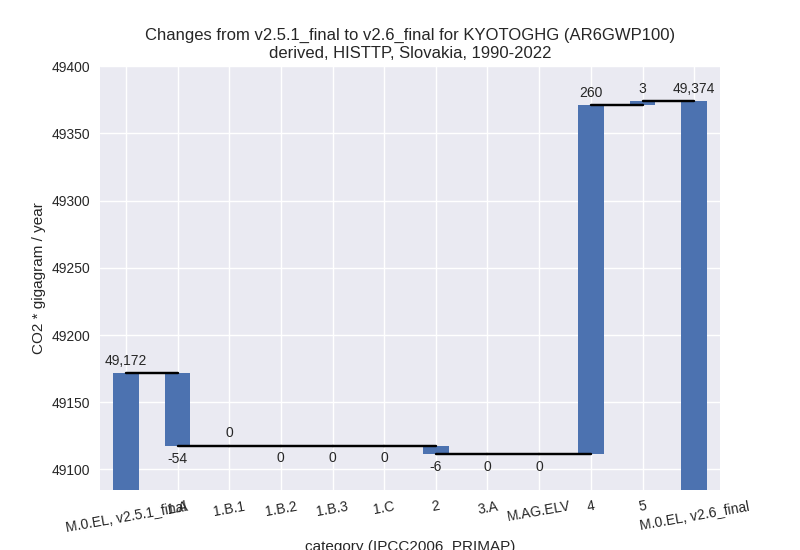 Changes from v2.5.1_final to v2.6_final for KYOTOGHG (AR6GWP100)
derived, HISTTP, Slovakia, 1990-2022
CO2 * gigagram / year
49400
49350
49300
49250
49200
49150
49100
49,172
-54
0
0
0
0
-6
0
0
260
3
49,374
M.0.EL, v2.5.1_final
1.A
1.B.1
1.B.2
1.B.3
1.C
2
3.A
M.AG.ELV
4
5
M.0.EL, v2.6_final
category (IPCC2006_PRIMAP)